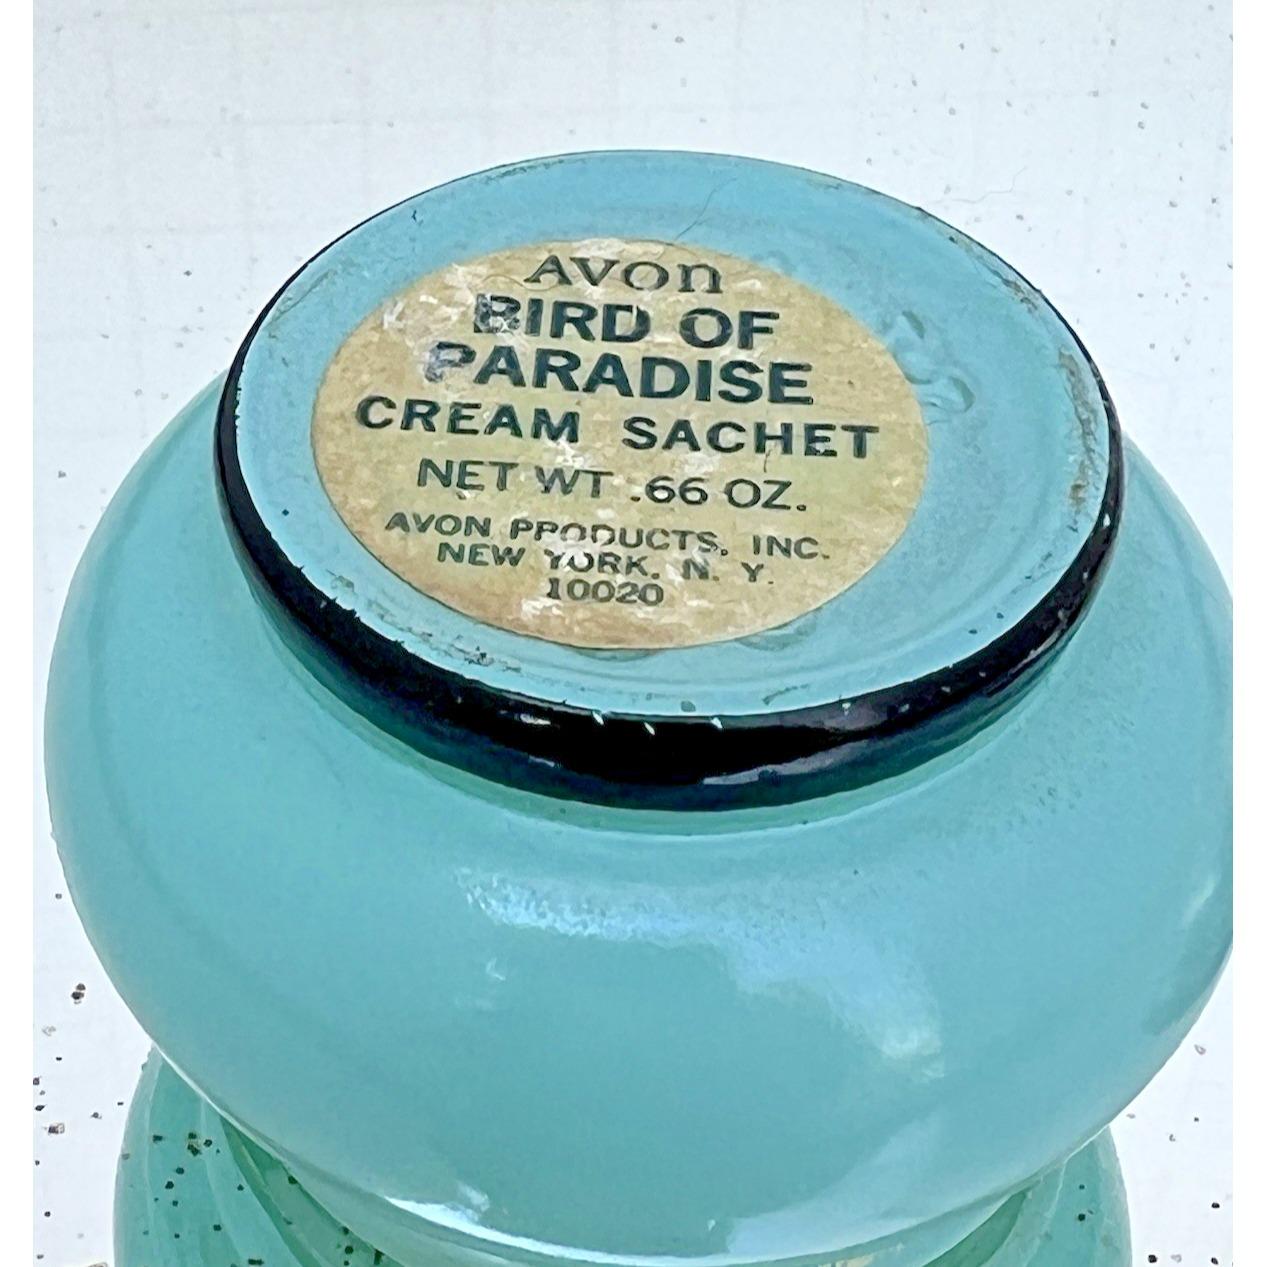 AVON
BIRD OF
PARADISE
CREAM SACHET
NET WT .66 OZ.
AVON PRODUCTS, INC.
NEW YORK, N. Y.
10020